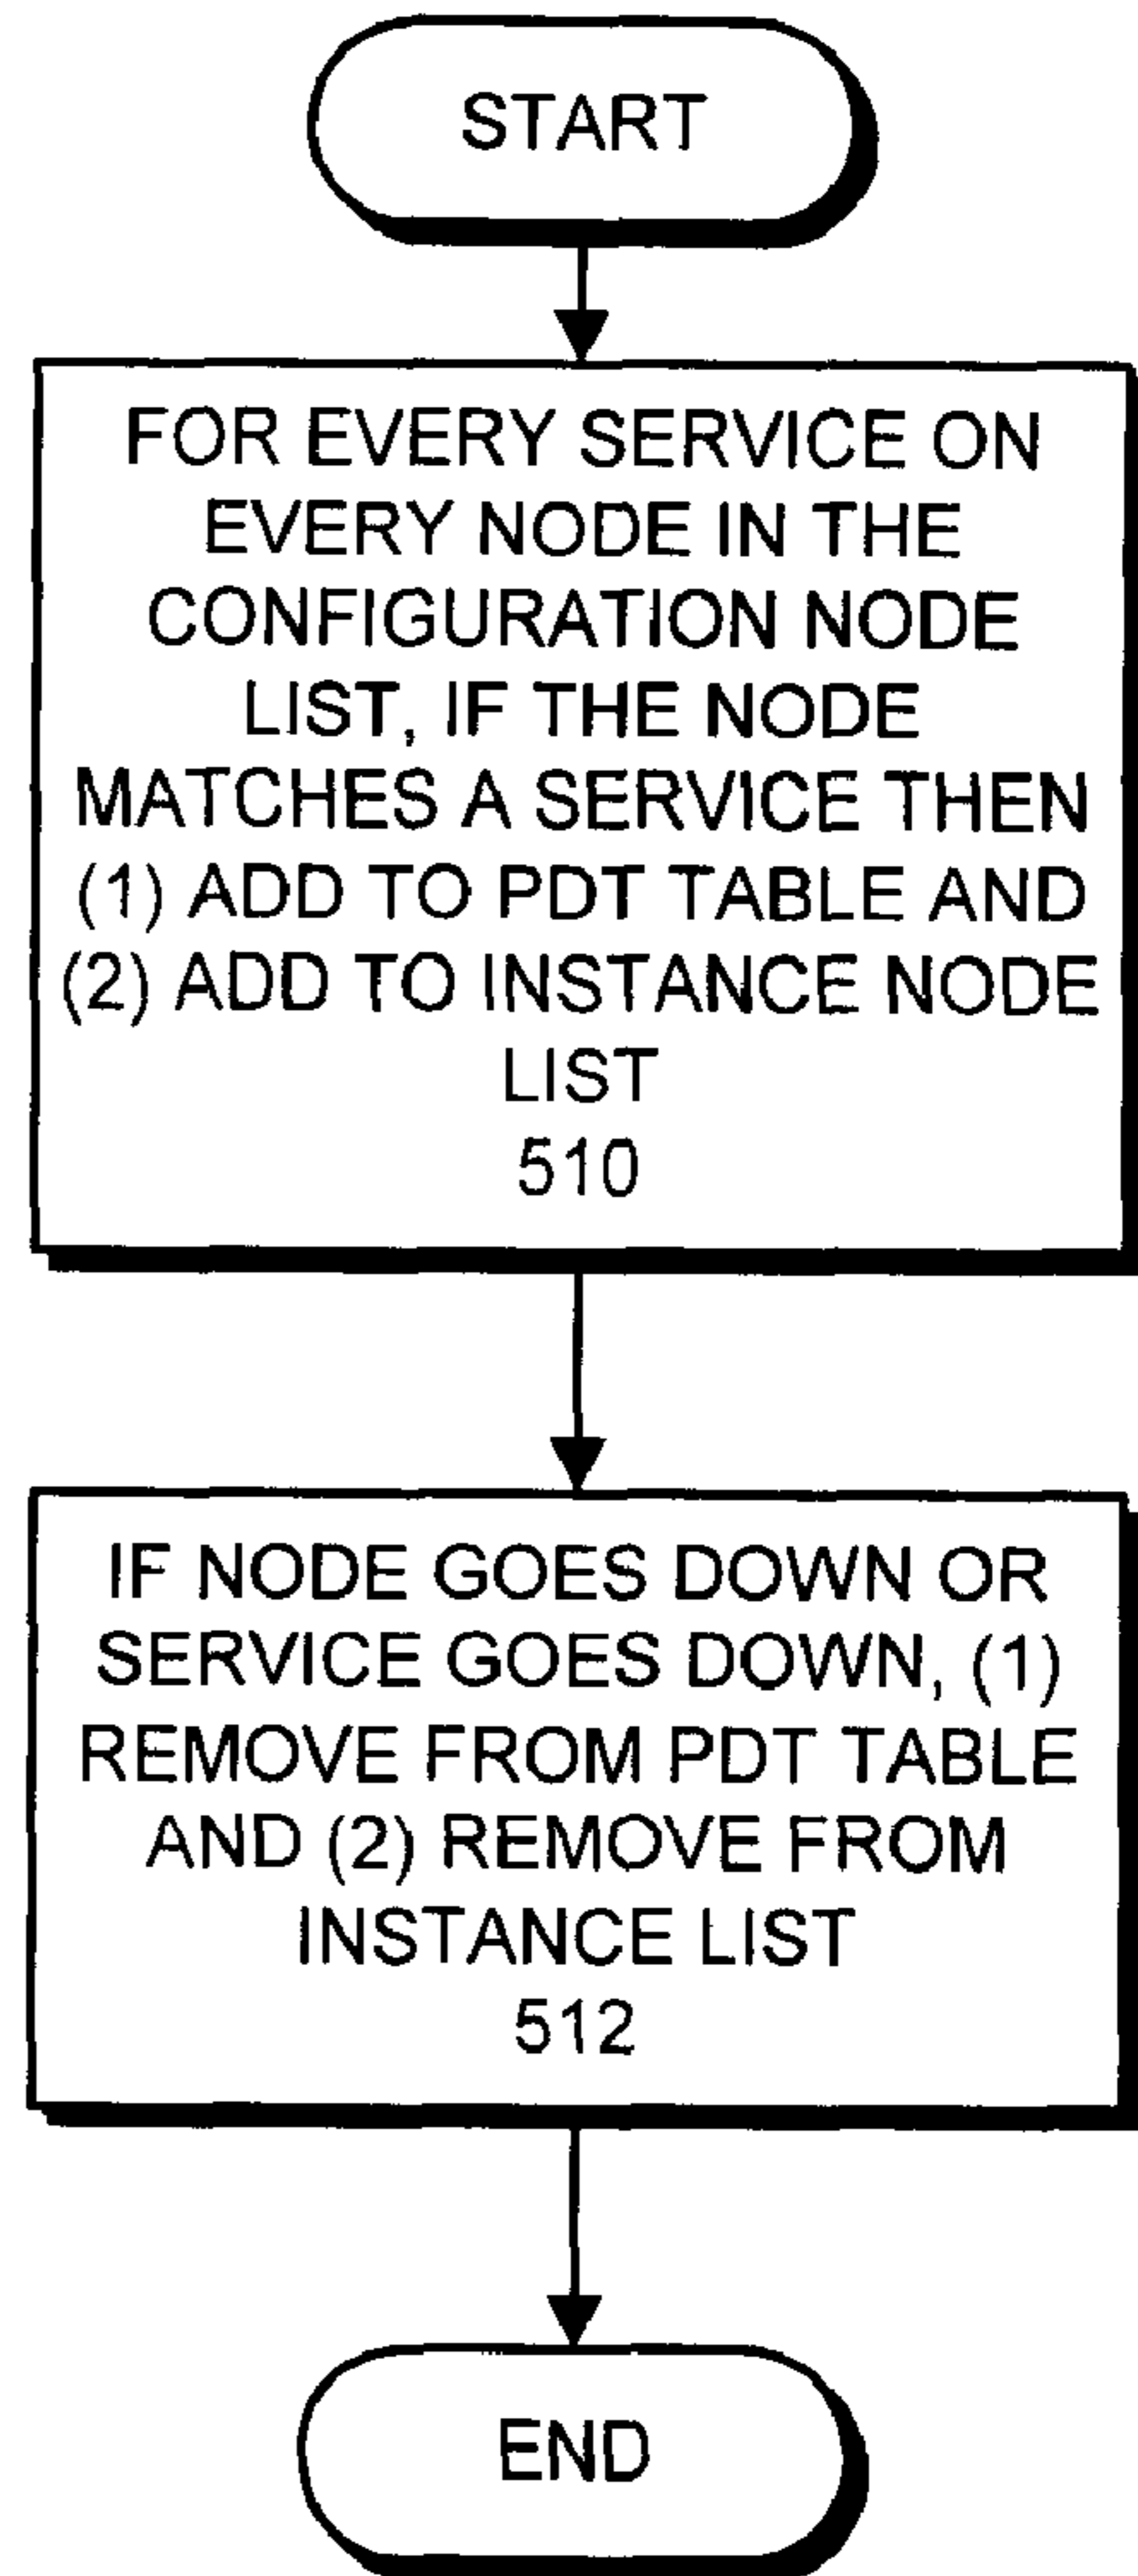 START
FOR EVERY SERVICE ON
EVERY NODE IN THE
CONFIGURATION NODE
LIST, IF THE NODE
MATCHES A SERVICE THEN
(1) ADD TO PDT TABLE AND
(2) ADD TO INSTANCE NODE
LIST
510
IF NODE GOES DOWN OR
SERVICE GOES DOWN, (1)
REMOVE FROM PDT TABLE
AND (2) REMOVE FROM
INSTANCE LIST
512
END